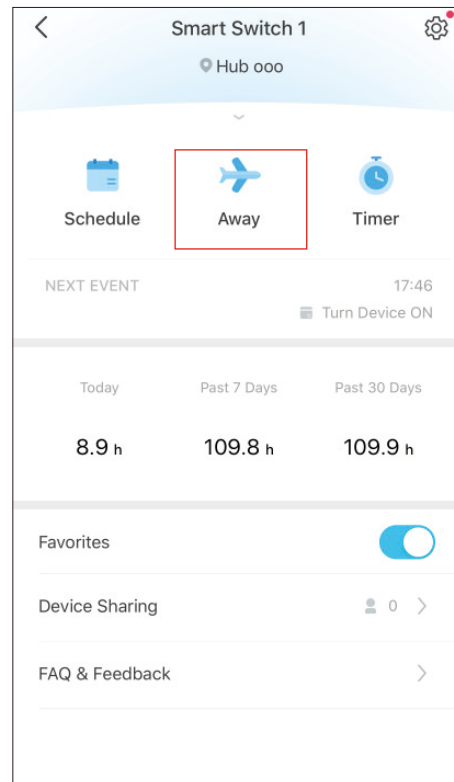 Smart Switch 1
Hub ooo
Schedule Away Timer
NEXT EVENT 17:46
Turn Device ON
Today Past 7 Days Past 30 Days
8.9 h 109.8 h 109.9 h
Favorites
Device Sharing 0
FAQ & Feedback